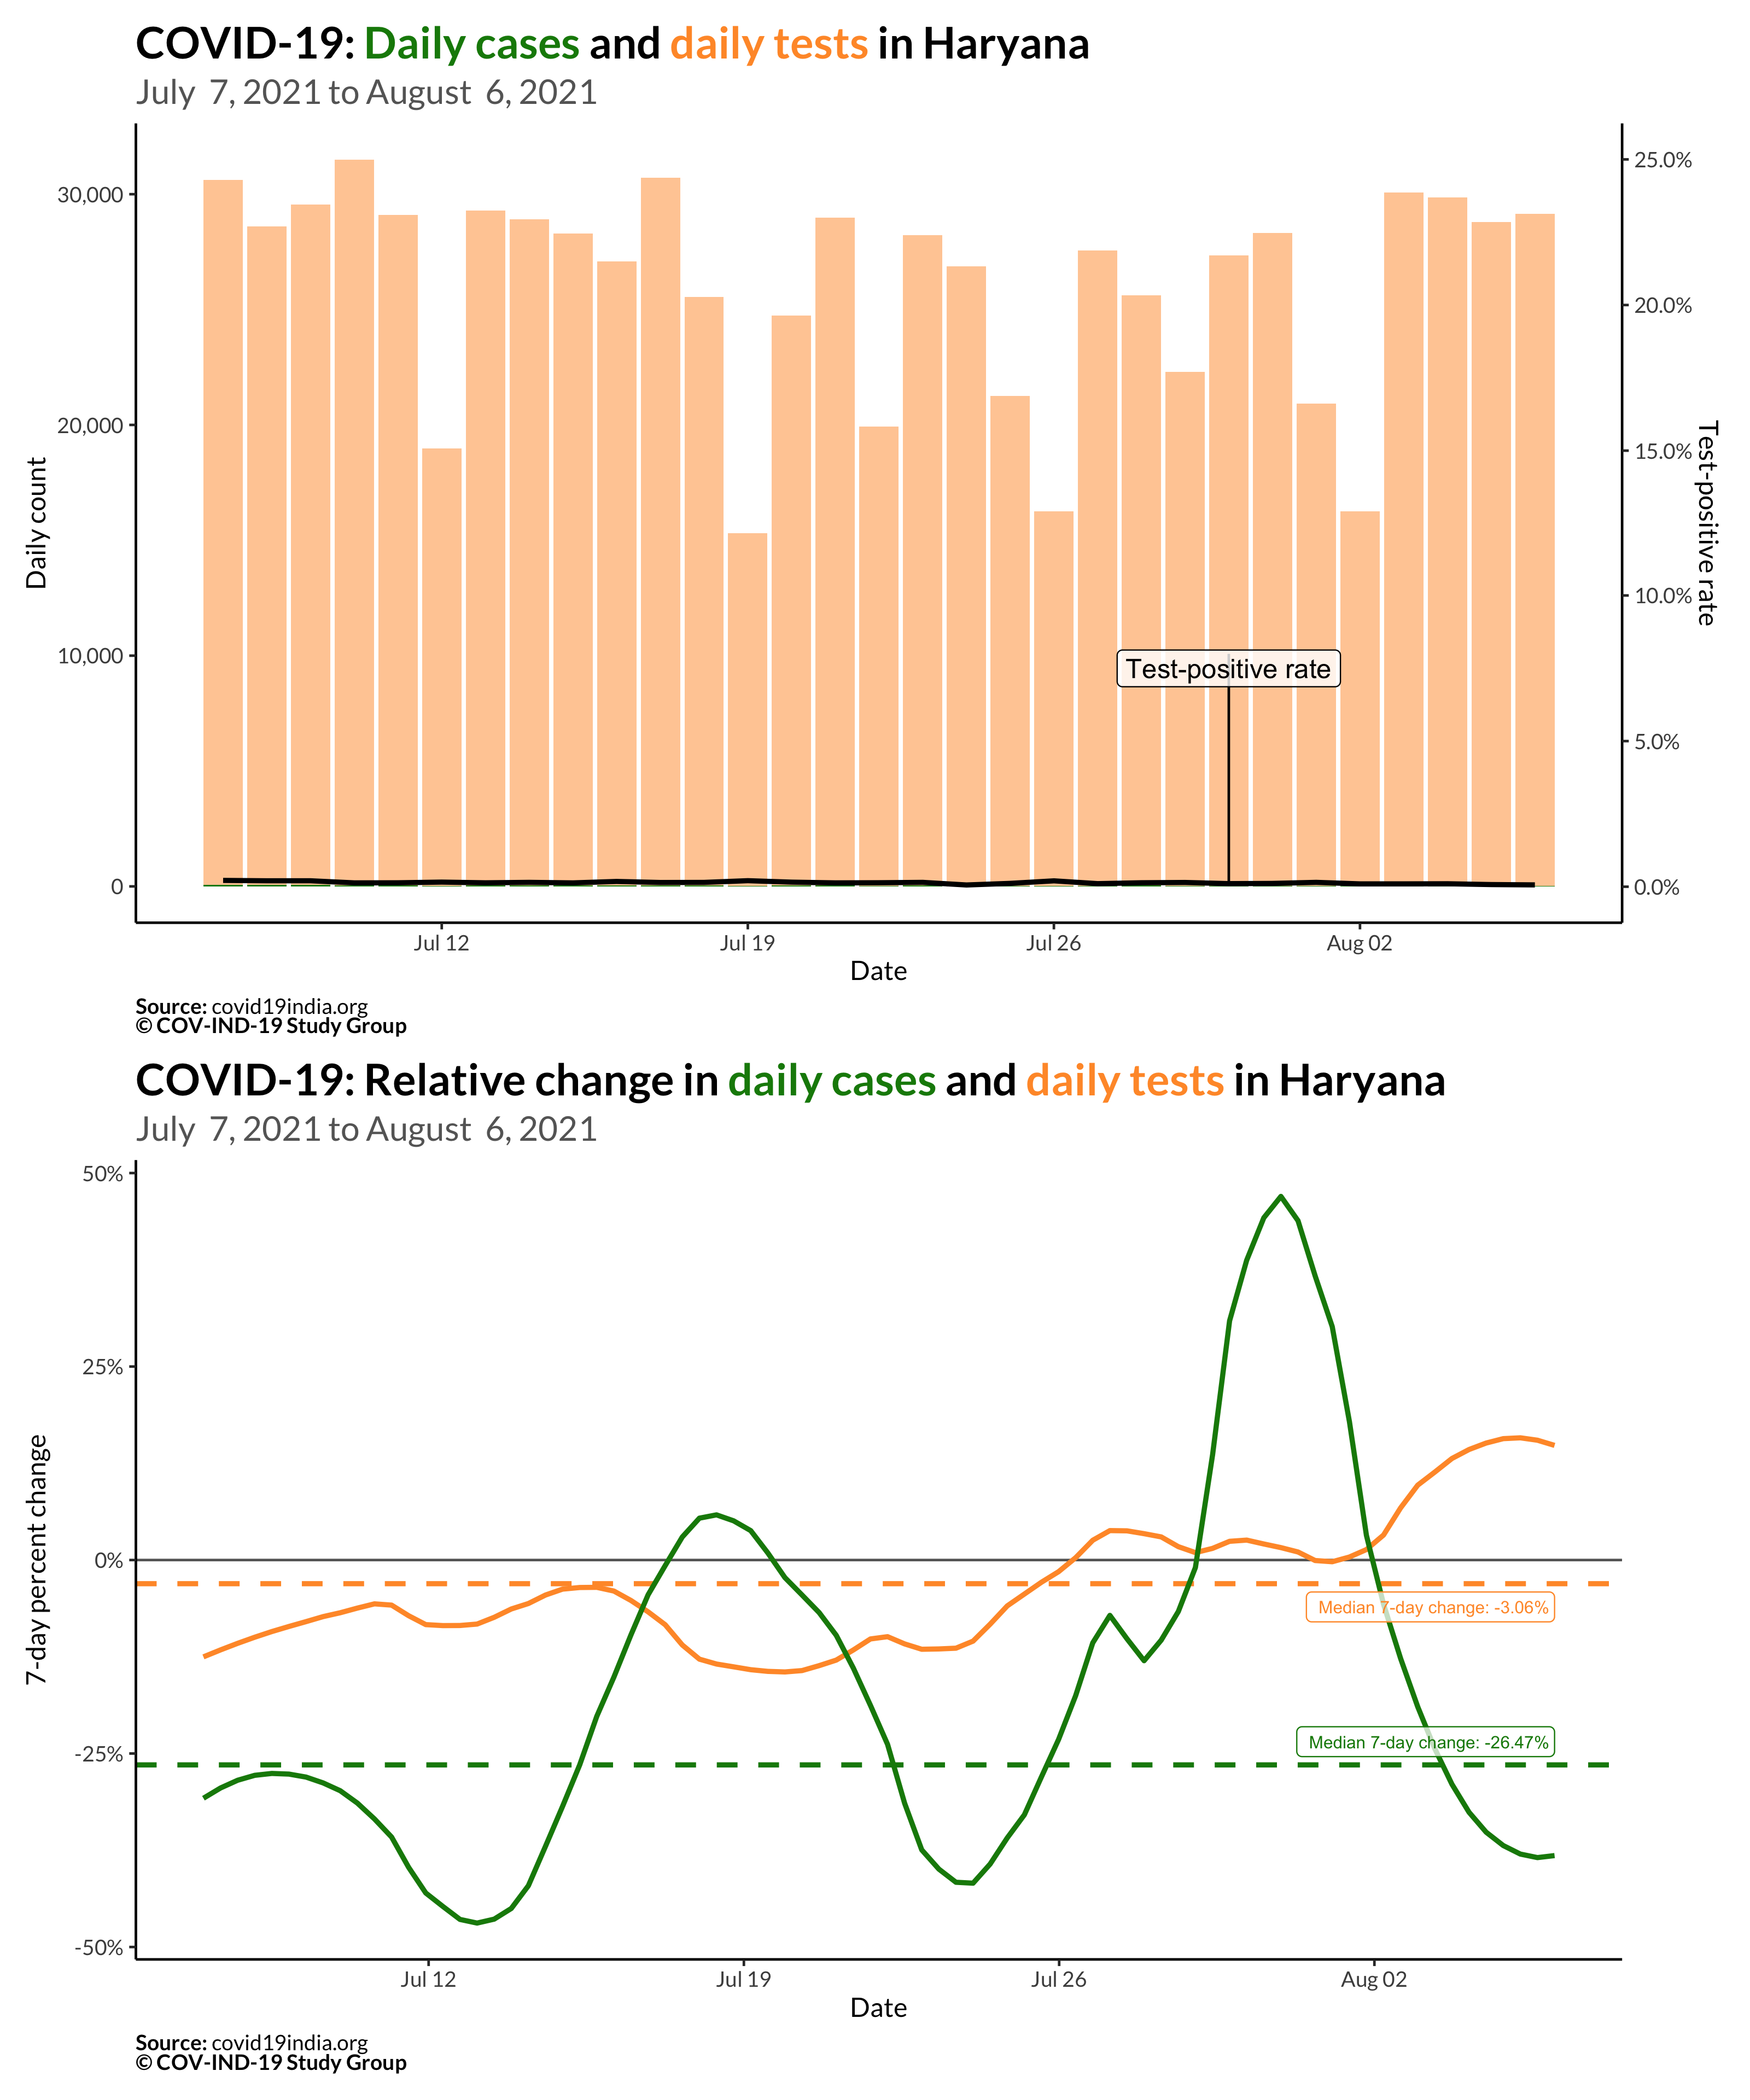 COVID-19: Daily cases and daily tests in Haryana
July 7, 2021 to August 6, 2021
30,000
20,000
10,000
0
Daily count
25.0%
20.0%
15.0%
10.0%
5.0%
0.0%
Test-positive rate
Test-positive rate
Jul 12
Jul 19
Jul 26
Aug 02
Date
Source: covid19india.org
© COV-IND-19 Study Group
COVID-19: Relative change in daily cases and daily tests in Haryana
July 7, 2021 to August 6, 2021
50%
25%
0%
-25%
-50%
7-day percent change
Median 7-day change: -3.06%
Median 7-day change: -26.47%
Jul 12
Jul 19
Jul 26
Aug 02
Date
Source: covid19india.org
© COV-IND-19 Study Group